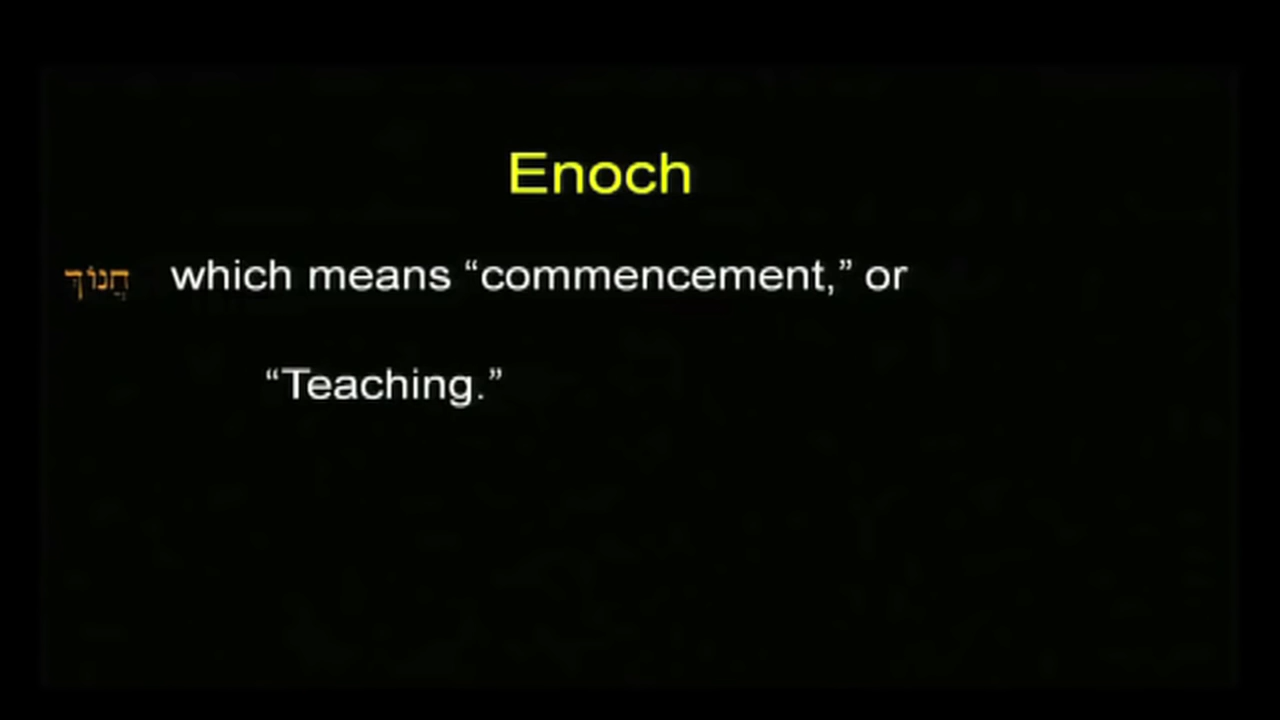 Enoch
חֲנוֹךְ which means “commencement,” or
“Teaching.”